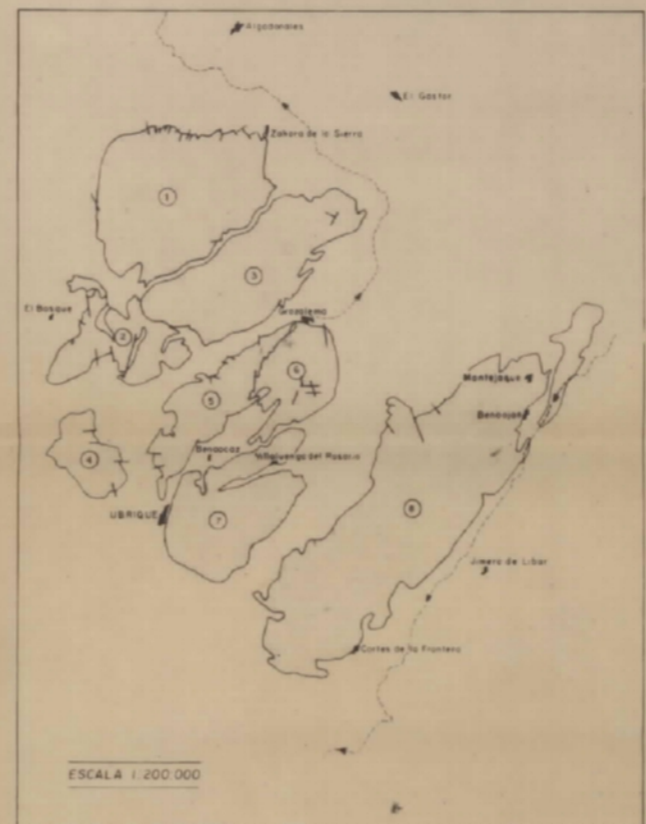 Algodonales
El Gastor
Zahara de la Sierra
1
3
El Bosque
Grazalema
2
6
Montejaque
5
Benaojan
Benaocaz
Villaluenga del Rosario
4
8
UBRIQUE
7
Jimera de Libar
Cortes de la Frontera
ESCALA 1:200.000